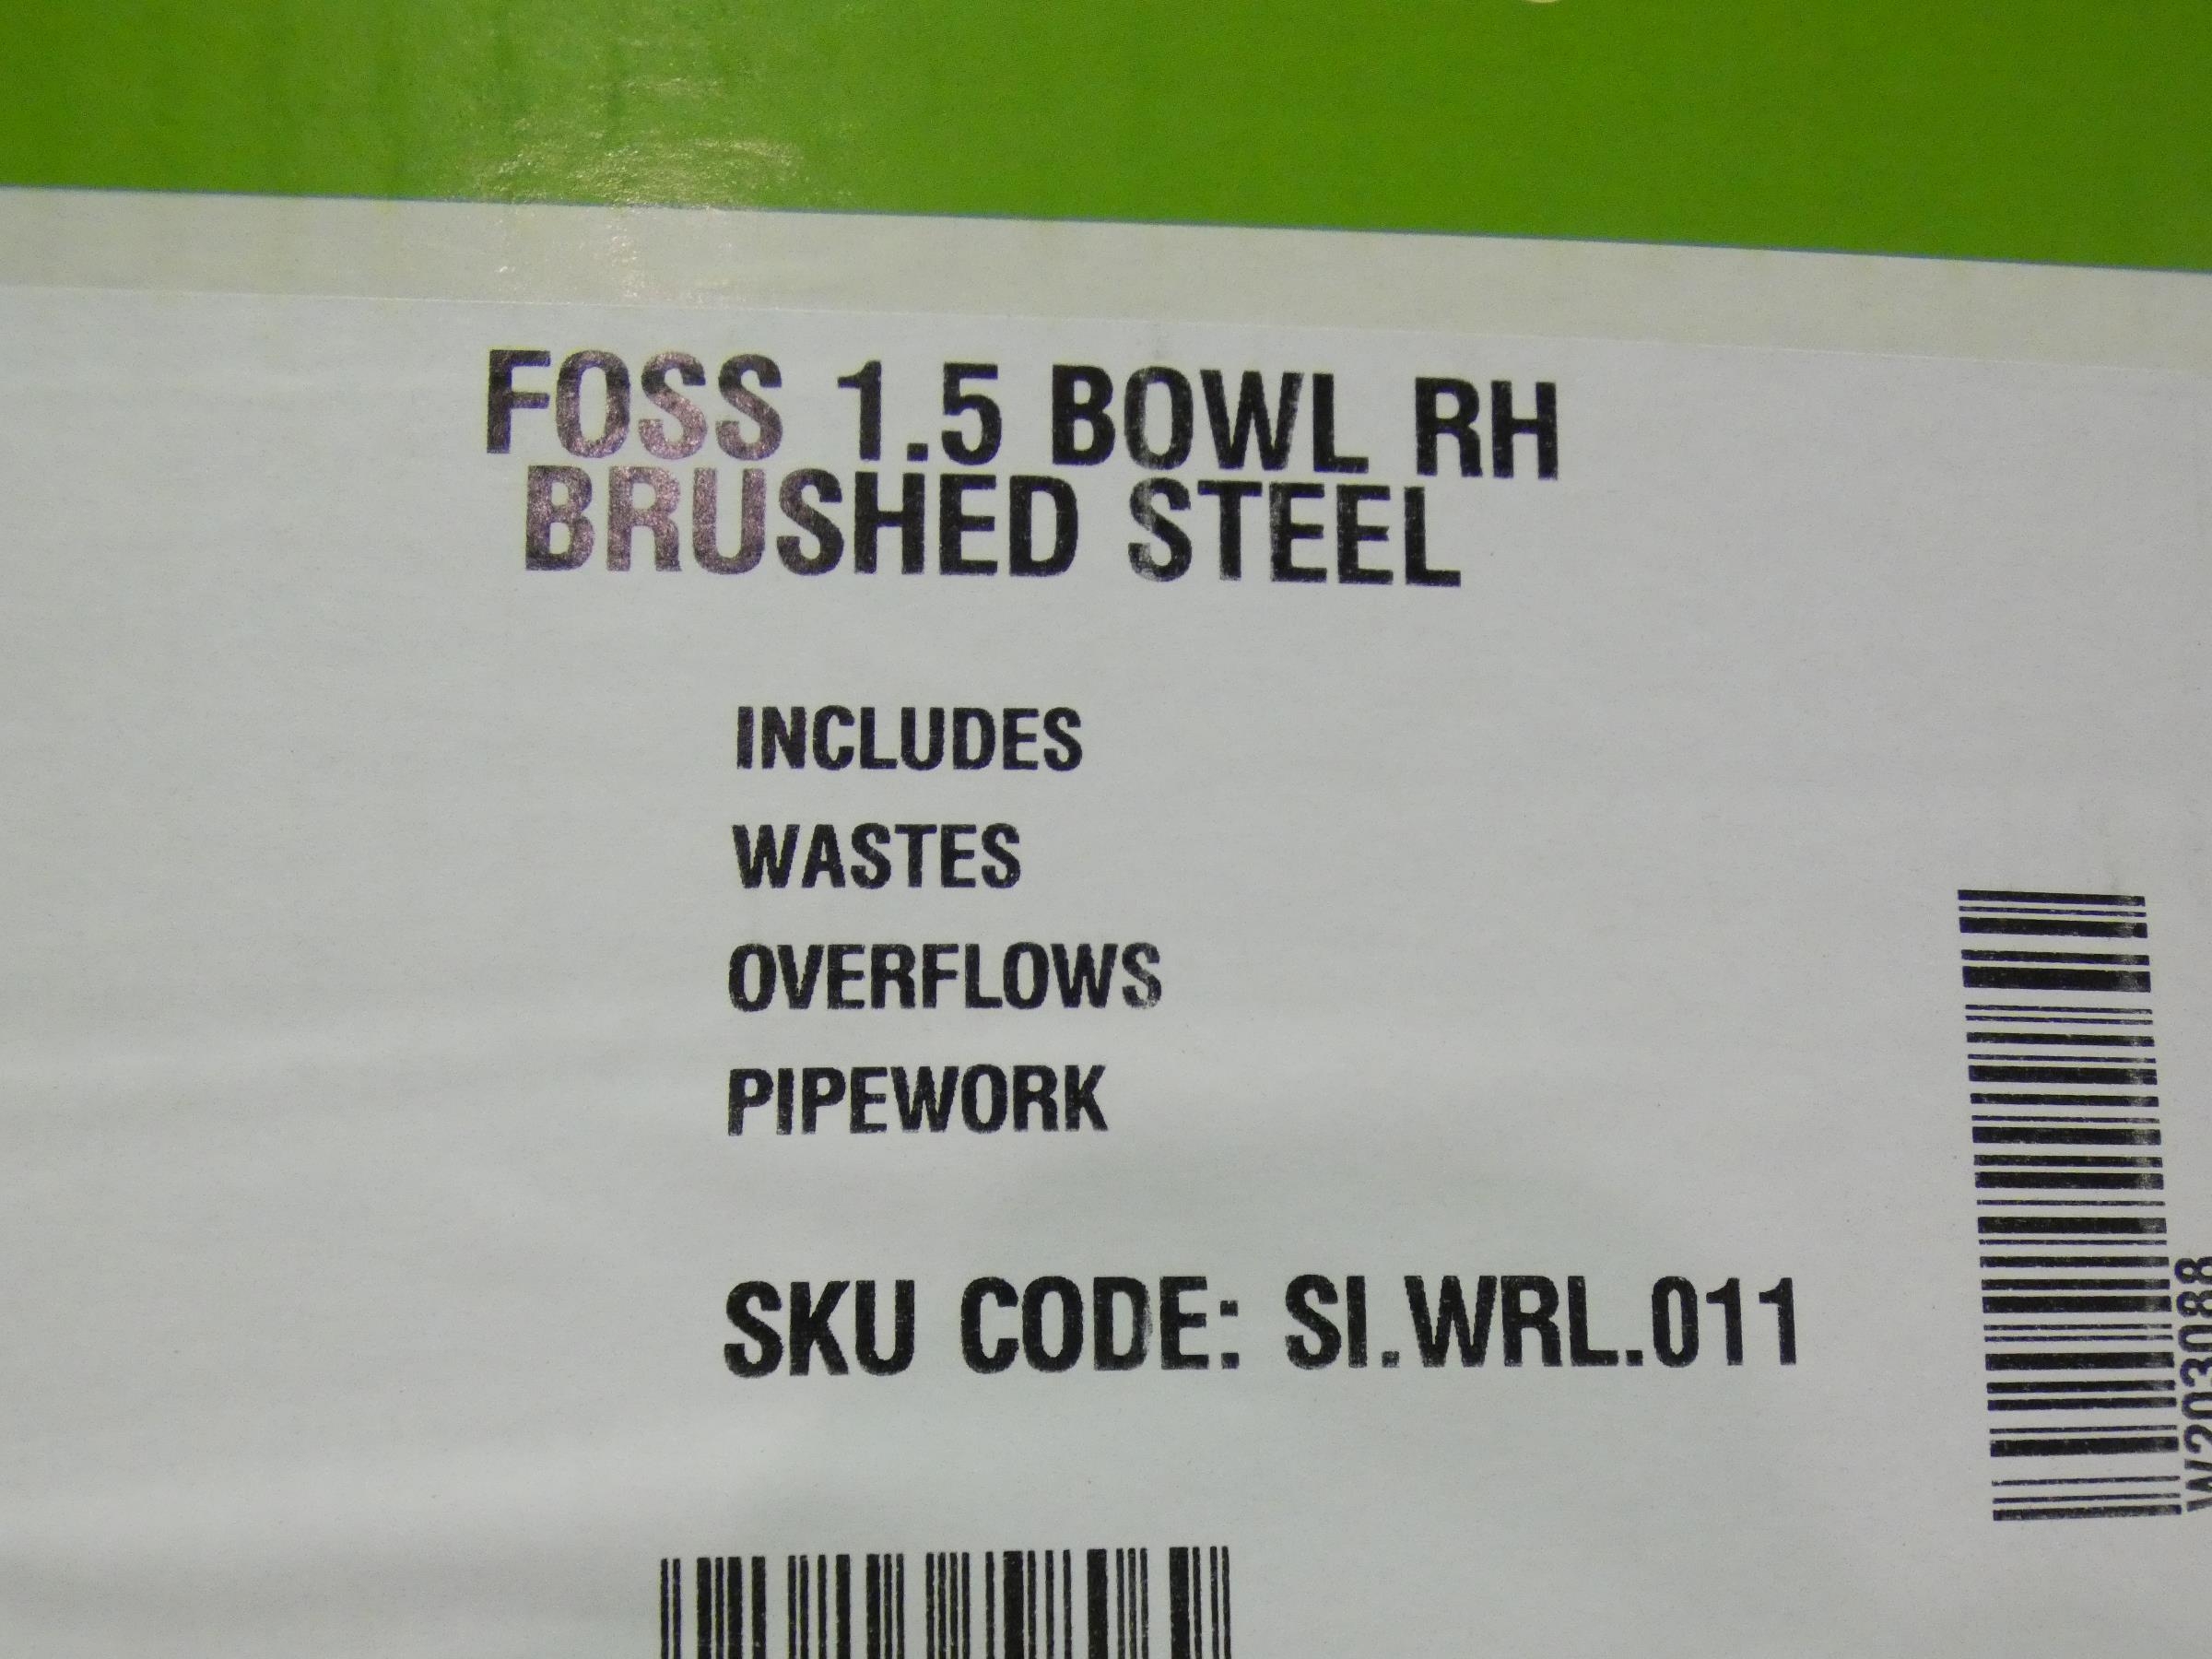 FOSS 1.5 BOWL RH
BRUSHED STEEL
INCLUDES
WASTES
OVERFLOWS
PIPEWORK
SKU CODE: SI.WRL.011
W203088